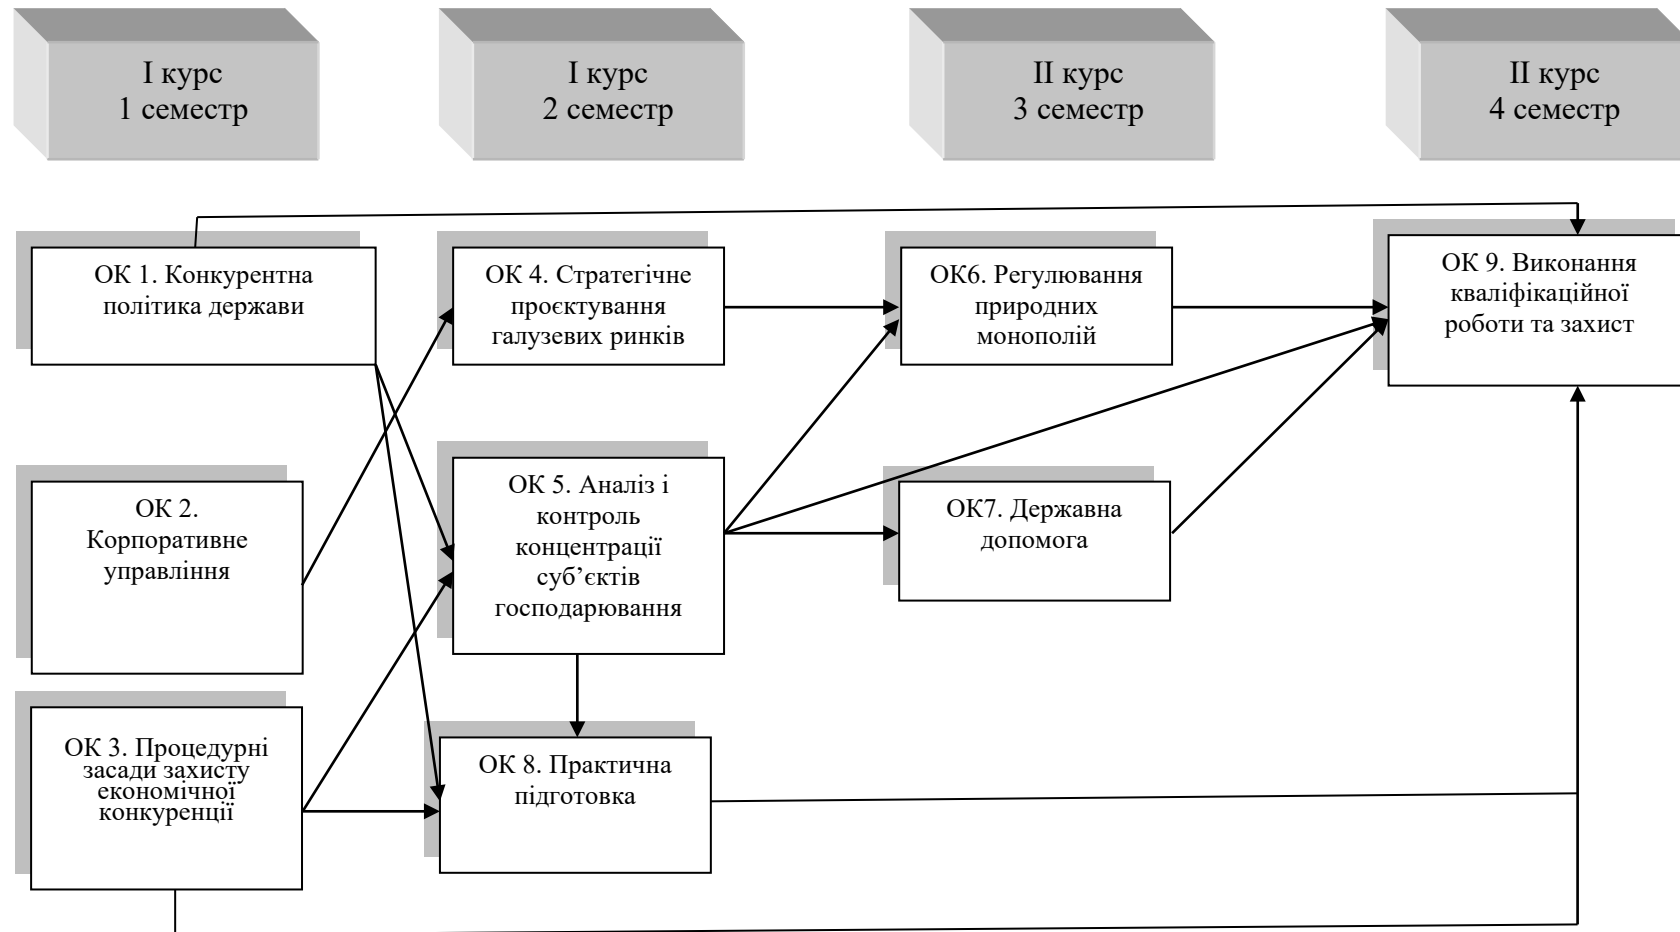 І курс
1 семестр
І курс
2 семестр
ІІ курс
3 семестр
ІІ курс
4 семестр
ОК 1. Конкурентна
політика держави
ОК 4. Стратегічне
проєктування
галузевих ринків
ОК6. Регулювання
природних
монополій
ОК 9. Виконання
кваліфікаційної
роботи та захист
ОК 2.
Корпоративне
управління
ОК 5. Аналіз і
контроль
концентрації
суб’єктів
господарювання
ОК7. Державна
допомога
ОК 3. Процедурні
засади захисту
економічної
конкуренції
ОК 8. Практична
підготовка